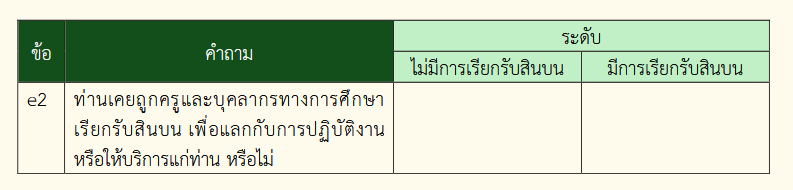 ข้อ
คำถาม
ระดับ
ไม่มีการเรียกรับสินบน
มีการเรียกรับสินบน
e2
ท่านเคยถูกครูและบุคลากรทางการศึกษา
เรียกรับสินบน เพื่อแลกกับการปฏิบัติงาน
หรือให้บริการแก่ท่าน หรือไม่